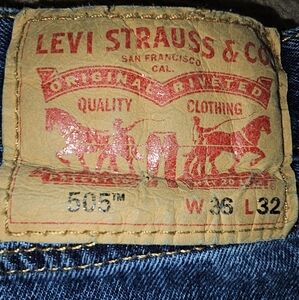 LEVI STRAUSS & CO
SAN FRANCISCO
CAL.
ORIGINAL RIVETED
QUALITY CLOTHING
505™ W 36 L 32